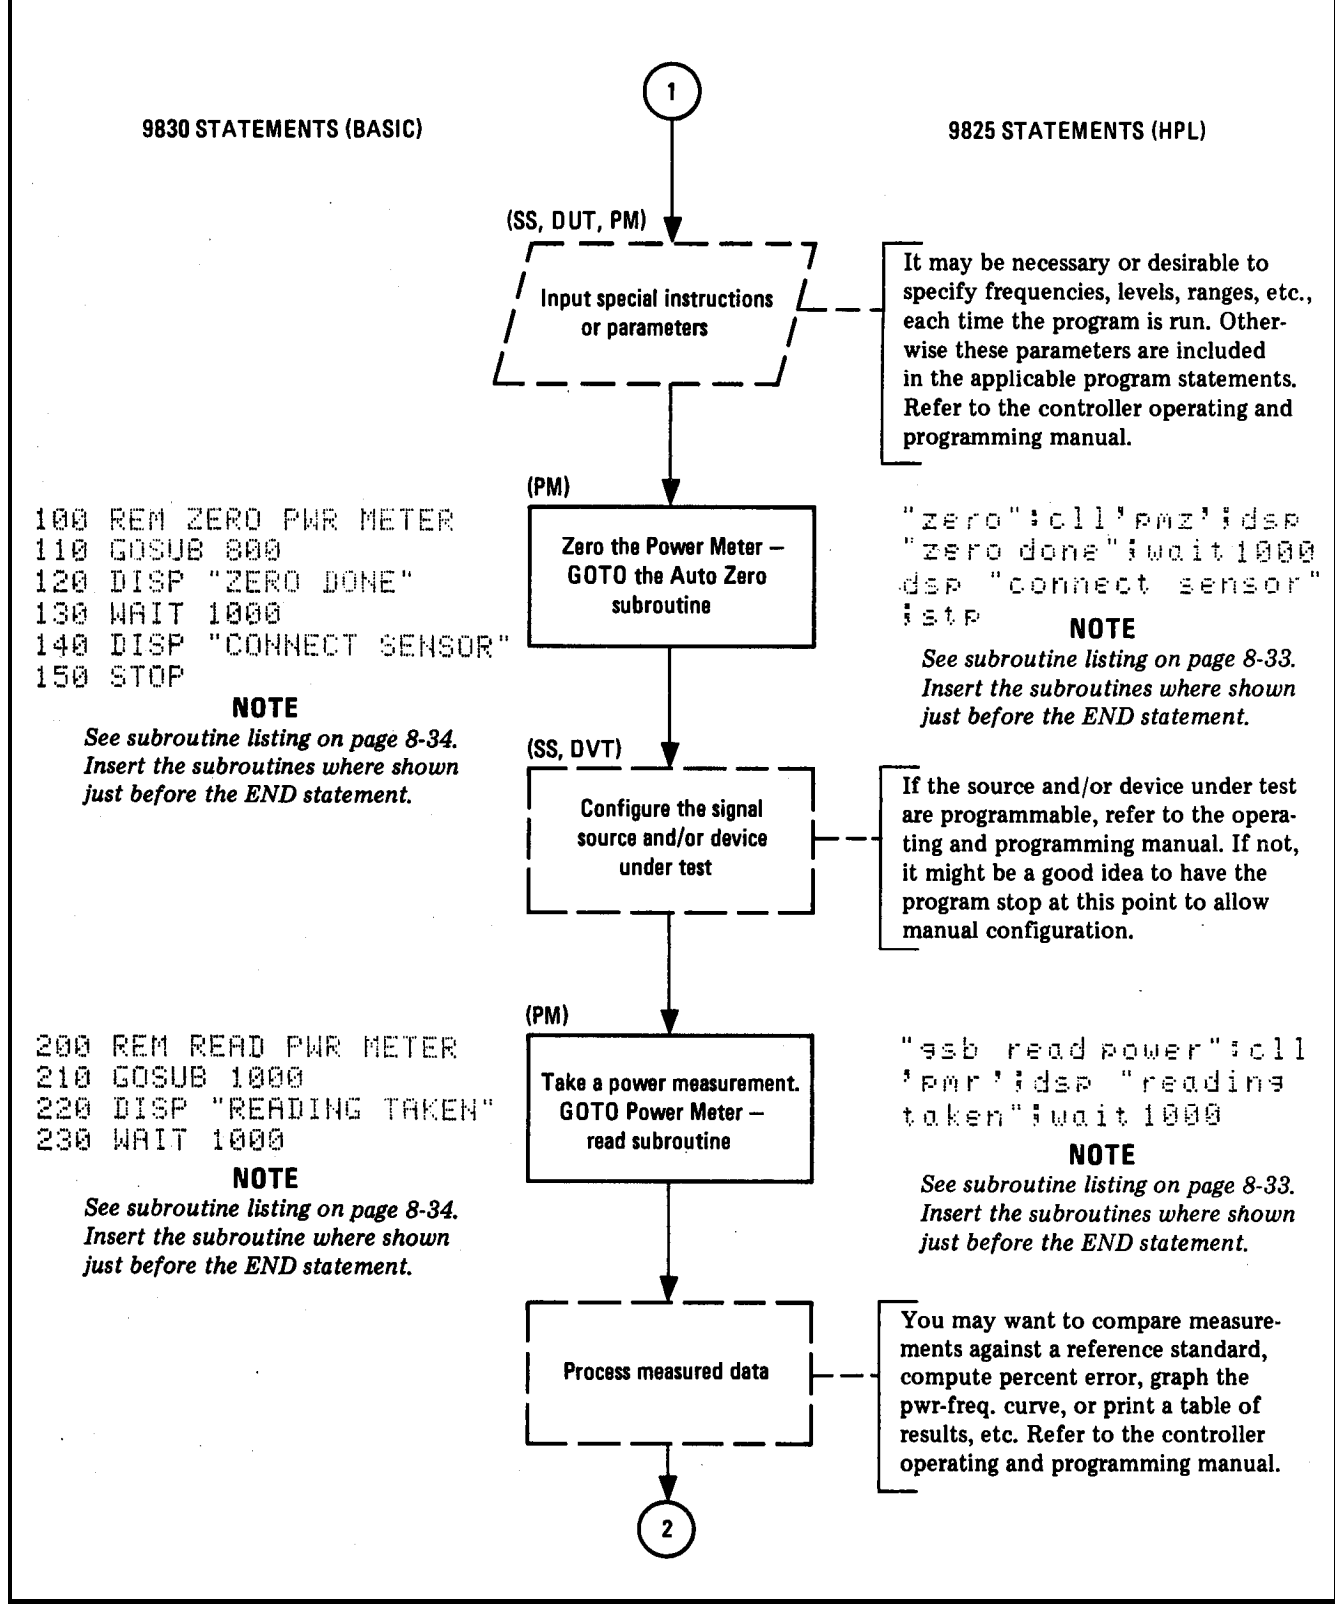 1
9830 STATEMENTS (BASIC)
9825 STATEMENTS (HPL)
(SS, DUT, PM)
Input special instructions
or parameters
It may be necessary or desirable to
specify frequencies, levels, ranges, etc.,
each time the program is run. Other-
wise these parameters are included
in the applicable program statements.
Refer to the controller operating and
programming manual.
(PM)
100 REM ZERO PWR METER
110 GOSUB 800
120 DISP "ZERO DONE"
130 WAIT 1000
140 DISP "CONNECT SENSOR"
150 STOP
NOTE
See subroutine listing on page 8-34.
Insert the subroutines where shown
just before the END statement.
Zero the Power Meter –
GOTO the Auto Zero
subroutine
"zero":cll'pmz';dsp
"zero done";wait 1000
dsp "connect sensor"
;stp
NOTE
See subroutine listing on page 8-33.
Insert the subroutines where shown
just before the END statement.
(SS, DVT)
Configure the signal
source and/or device
under test
If the source and/or device under test
are programmable, refer to the opera-
ting and programming manual. If not,
it might be a good idea to have the
program stop at this point to allow
manual configuration.
(PM)
200 REM READ PWR METER
210 GOSUB 1000
220 DISP "READING TAKEN"
230 WAIT 1000
NOTE
See subroutine listing on page 8-34.
Insert the subroutine where shown
just before the END statement.
Take a power measurement.
GOTO Power Meter –
read subroutine
"gsb read power":cll
'pmr';dsp "reading
taken";wait 1000
NOTE
See subroutine listing on page 8-33.
Insert the subroutines where shown
just before the END statement.
Process measured data
You may want to compare measure-
ments against a reference standard,
compute percent error, graph the
pwr-freq. curve, or print a table of
results, etc. Refer to the controller
operating and programming manual.
2